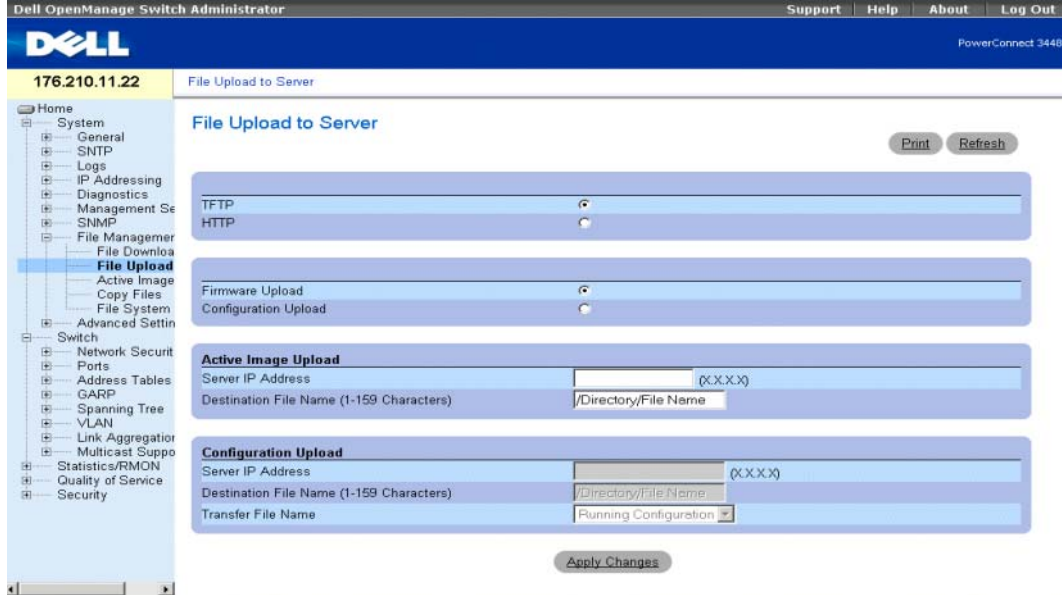 Dell OpenManage Switch Administrator
Support Help About Log Out
DELL
PowerConnect 3448
176.210.11.22
File Upload to Server
Home
System
General
SNTP
Logs
IP Addressing
Diagnostics
Management Se
SNMP
File Managemer
File Downloa
File Upload
Active Image
Copy Files
File System
Advanced Settin
Switch
Network Securit
Ports
Address Tables
GARP
Spanning Tree
VLAN
Link Aggregation
Multicast Suppo
Statistics/RMON
Quality of Service
Security
File Upload to Server
Print Refresh
TFTP
HTTP
Firmware Upload
Configuration Upload
Active Image Upload
Server IP Address (X.X.X.X)
Destination File Name (1-159 Characters) /Directory/File Name
Configuration Upload
Server IP Address (X.X.X.X)
Destination File Name (1-159 Characters) /Directory/File Name
Transfer File Name Running Configuration
Apply Changes